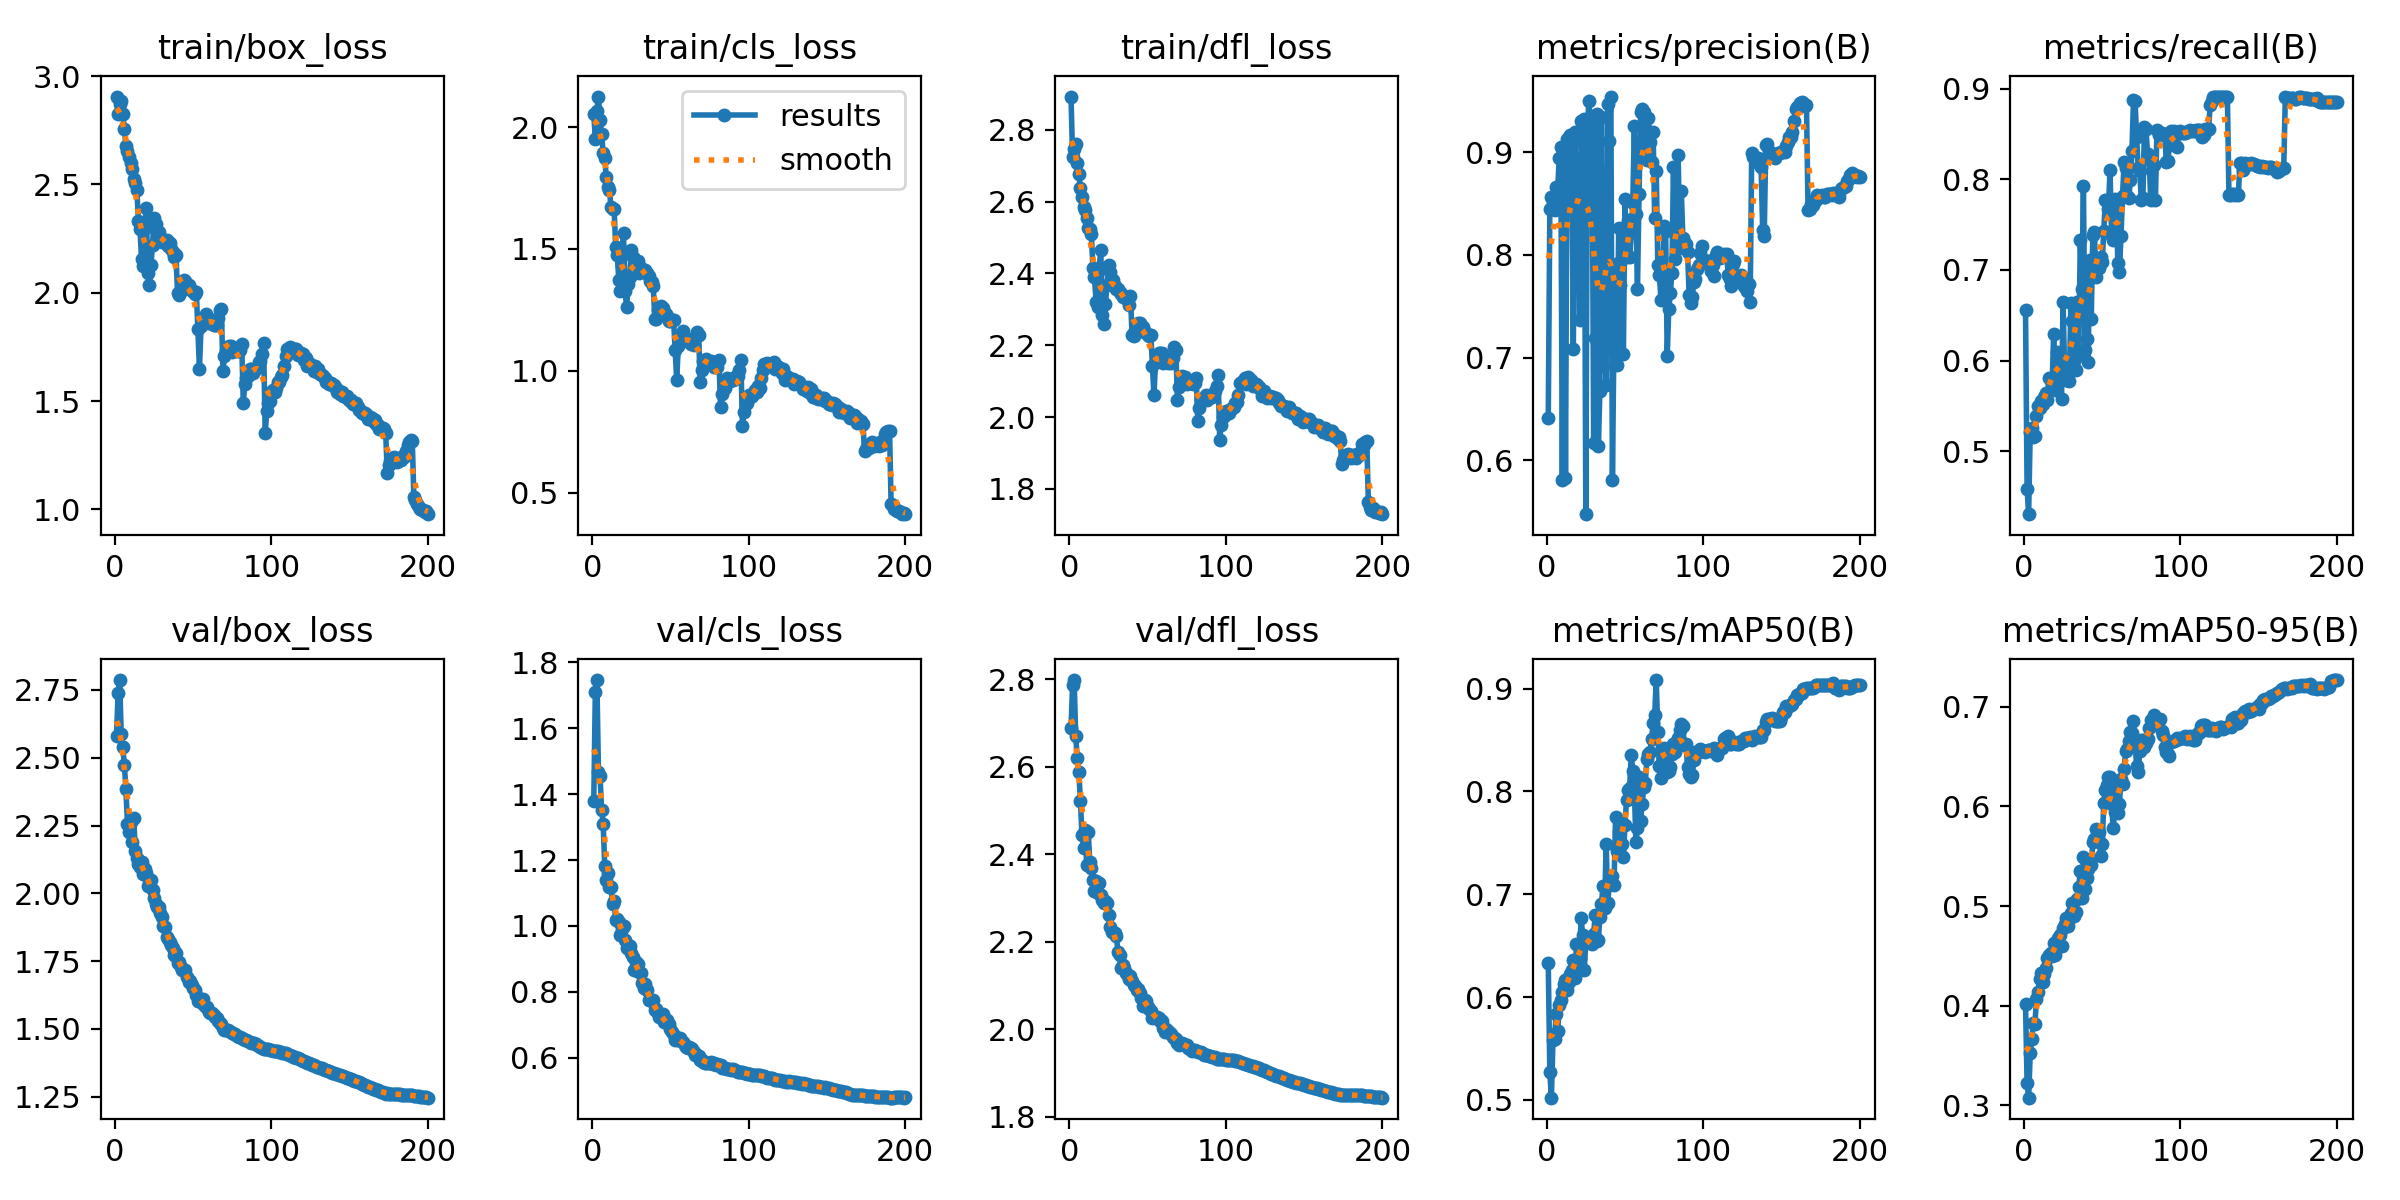 train/box_loss
3.0
2.5
2.0
1.5
1.0
0 100 200
train/cls_loss
results
smooth
2.0
1.5
1.0
0.5
0 100 200
train/dfl_loss
2.8
2.6
2.4
2.2
2.0
1.8
0 100 200
metrics/precision(B)
0.9
0.8
0.7
0.6
0 100 200
metrics/recall(B)
0.9
0.8
0.7
0.6
0.5
0 100 200
val/box_loss
2.75
2.50
2.25
2.00
1.75
1.50
1.25
0 100 200
val/cls_loss
1.8
1.6
1.4
1.2
1.0
0.8
0.6
0 100 200
val/dfl_loss
2.8
2.6
2.4
2.2
2.0
1.8
0 100 200
metrics/mAP50(B)
0.9
0.8
0.7
0.6
0.5
0 100 200
metrics/mAP50-95(B)
0.7
0.6
0.5
0.4
0.3
0 100 200